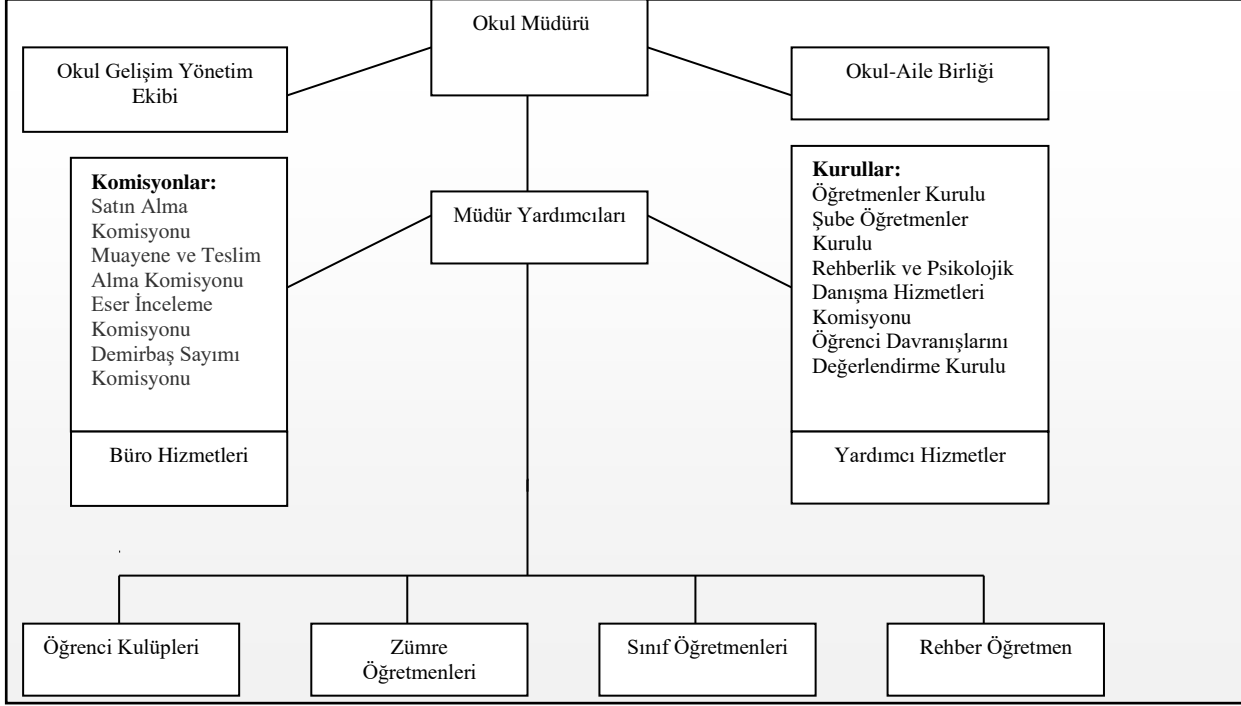 Okul Müdürü
Okul Gelişim Yönetim
Ekibi
Okul-Aile Birliği
Komisyonlar:
Satın Alma
Komisyonu
Muayene ve Teslim
Alma Komisyonu
Eser İnceleme
Komisyonu
Demirbaş Sayımı
Komisyonu
Müdür Yardımcıları
Kurullar:
Öğretmenler Kurulu
Şube Öğretmenler
Kurulu
Rehberlik ve Psikolojik
Danışma Hizmetleri
Komisyonu
Öğrenci Davranışlarını
Değerlendirme Kurulu
Büro Hizmetleri
Yardımcı Hizmetler
Öğrenci Kulüpleri
Zümre
Öğretmenleri
Sınıf Öğretmenleri
Rehber Öğretmen